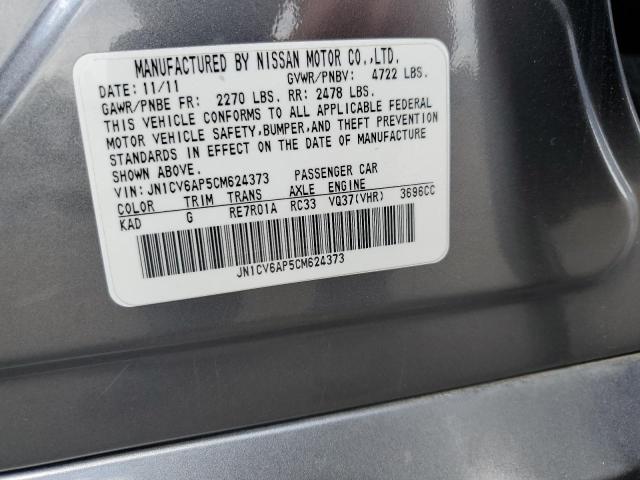 MANUFACTURED BY NISSAN MOTOR CO.,LTD.
DATE: 11/11 GVWR/PNBV: 4722 LBS.
GAWR/PNBE FR: 2270 LBS. RR: 2478 LBS.
THIS VEHICLE CONFORMS TO ALL APPLICABLE FEDERAL
MOTOR VEHICLE SAFETY,BUMPER,AND THEFT PREVENTION
STANDARDS IN EFFECT ON THE DATE OF MANUFACTURE
SHOWN ABOVE.
VIN: JN1CV6AP5CM624373 PASSENGER CAR
COLOR TRIM TRANS AXLE ENGINE
KAD G RE7R01A RC33 VQ37(VHR) 3696CC
JN1CV6AP5CM624373